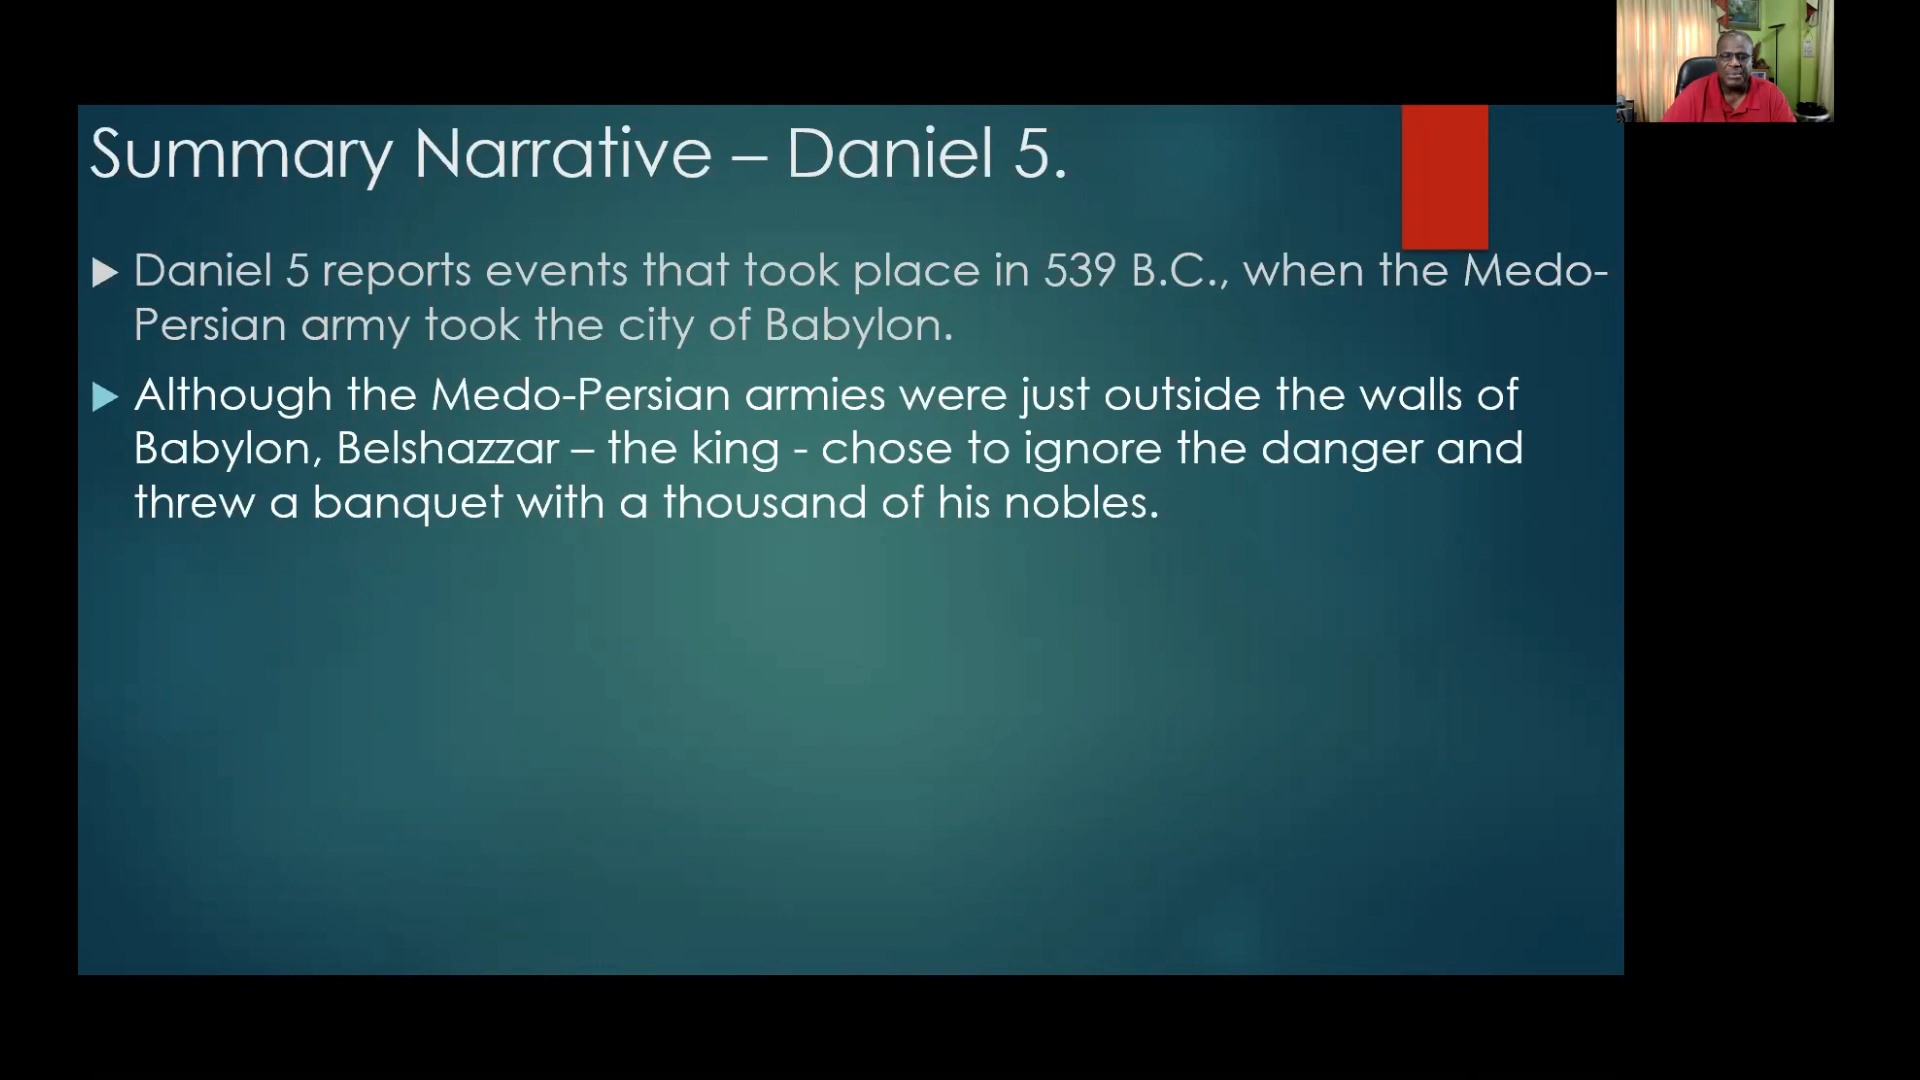 Summary Narrative – Daniel 5.
Daniel 5 reports events that took place in 539 B.C., when the Medo-
Persian army took the city of Babylon.
Although the Medo-Persian armies were just outside the walls of
Babylon, Belshazzar – the king - chose to ignore the danger and
threw a banquet with a thousand of his nobles.